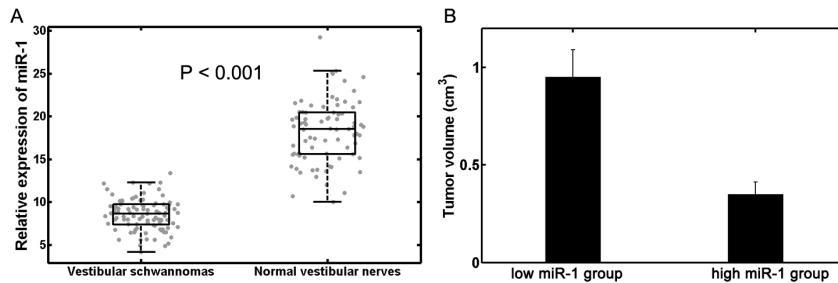 A
Relative expression of miR-1
30
25
20
15
10
5
P < 0.001
Vestibular schwannomas
Normal vestibular nerves
B
Tumor volume (cm³)
1
0.5
0
low miR-1 group
high miR-1 group